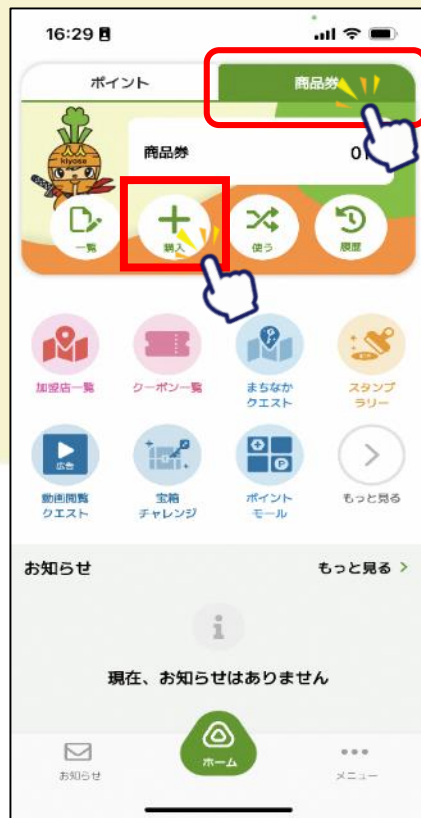 16:29
ポイント
商品券
kiyose
商品券
一覧
購入
使う
履歴
加盟店一覧
クーポン一覧
まちなか
クエスト
スタンプ
ラリー
広告
動画閲覧
クエスト
宝箱
チャレンジ
P
ポイント
モール
もっと見る
お知らせ
もっと見る
現在、お知らせはありません
お知らせ
ホーム
メニュー